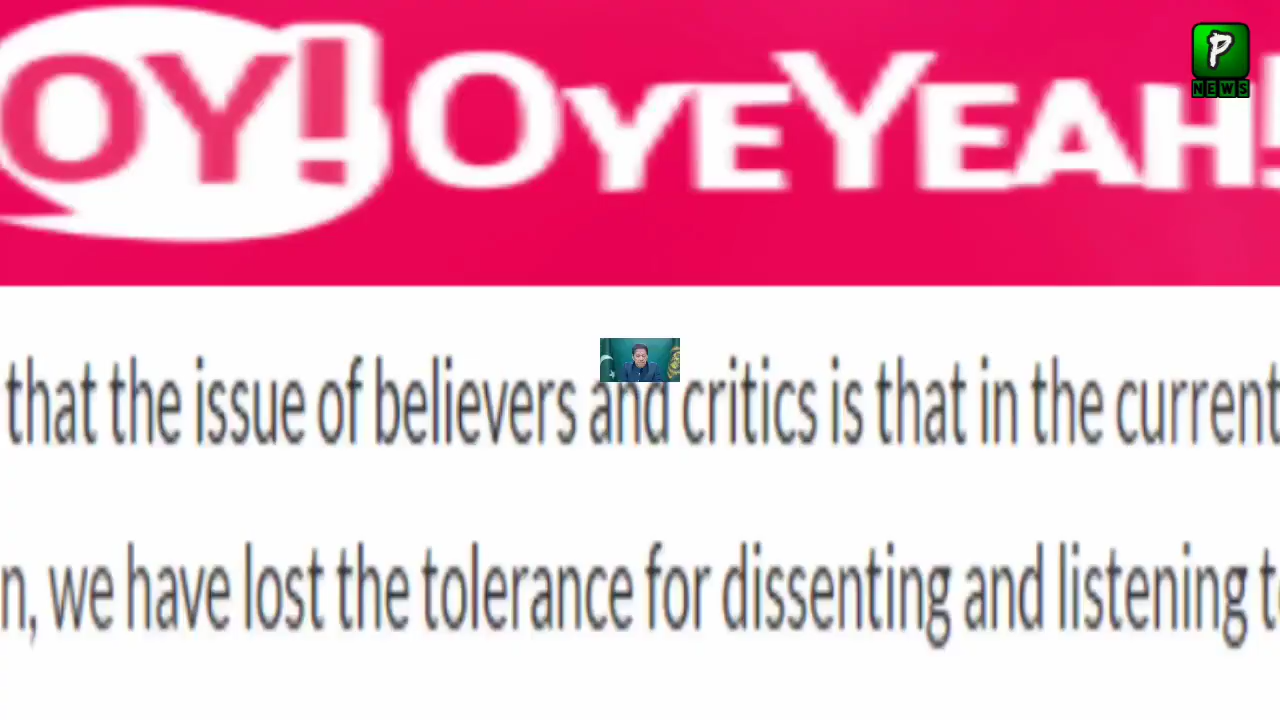 OY! OYEYEAH!
P
NEWS
that the issue of believers and critics is that in the current
n, we have lost the tolerance for dissenting and listening t